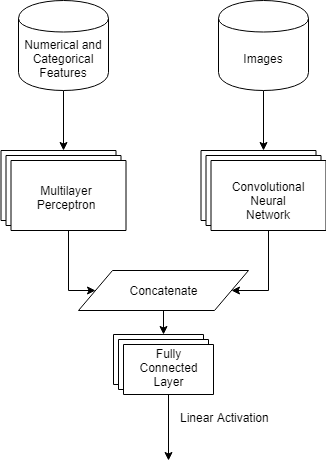 Numerical and
Categorical
Features
Images
Multilayer
Perceptron
Convolutional
Neural
Network
Concatenate
Fully
Connected
Layer
Linear Activation